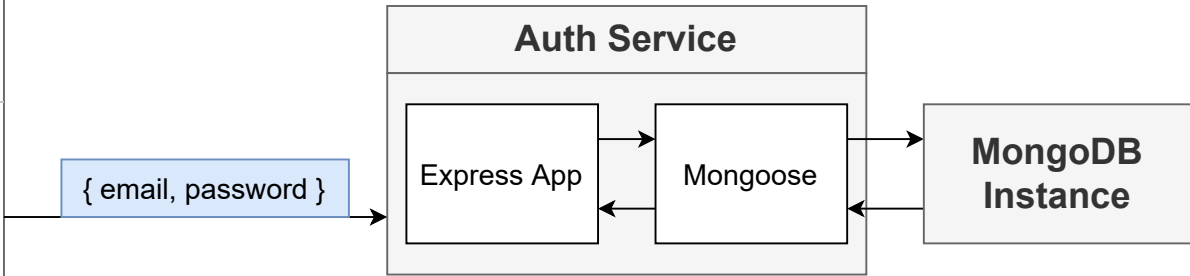 Auth Service
{ email, password }
Express App
Mongoose
MongoDB
Instance